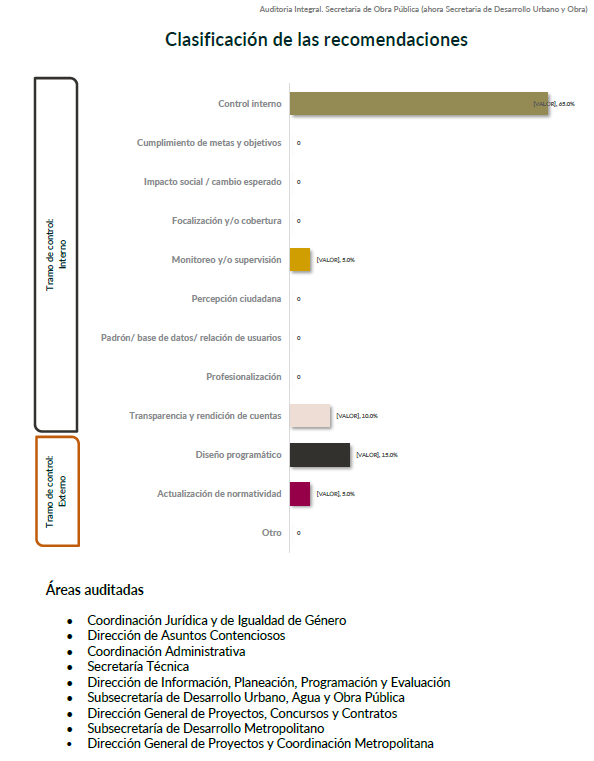 Auditoría Integral. Secretaría de Obra Pública (ahora Secretaria de Desarrollo Urbano y Obra)
Clasificación de las recomendaciones
Tramo de control:
Interno
Control interno
[VALOR], 65.0%
Cumplimiento de metas y objetivos
0
Impacto social / cambio esperado
0
Focalización y/o cobertura
0
Monitoreo y/o supervisión
[VALOR], 5.0%
Percepción ciudadana
0
Padrón/ base de datos/ relación de usuarios
0
Profesionalización
0
Transparencia y rendición de cuentas
[VALOR], 10.0%
Tramo de control:
Externo
Diseño programático
[VALOR], 15.0%
Actualización de normatividad
[VALOR], 5.0%
Otro
0
Áreas auditadas
• Coordinación Jurídica y de Igualdad de Género
• Dirección de Asuntos Contenciosos
• Coordinación Administrativa
• Secretaría Técnica
• Dirección de Información, Planeación, Programación y Evaluación
• Subsecretaría de Desarrollo Urbano, Agua y Obra Pública
• Dirección General de Proyectos, Concursos y Contratos
• Subsecretaría de Desarrollo Metropolitano
• Dirección General de Proyectos y Coordinación Metropolitana